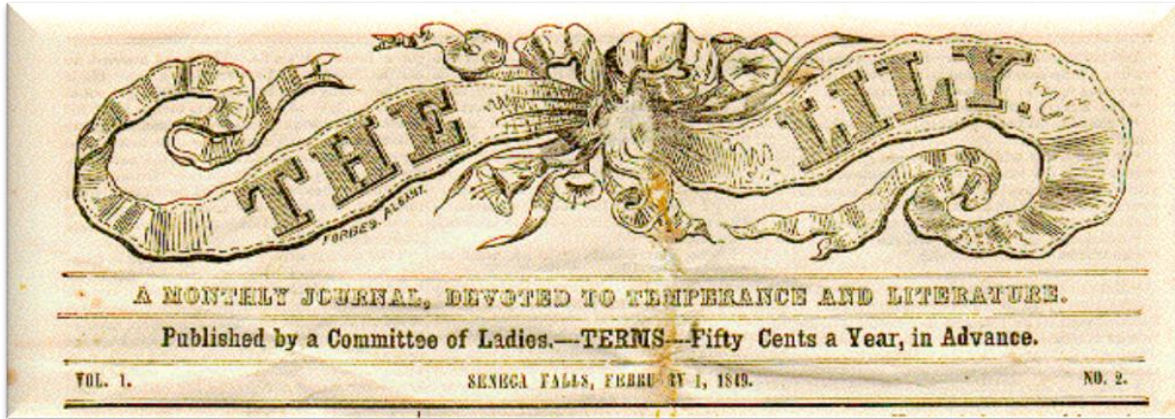 THE LILY.
FORBES. ALBANY.
A MONTHLY JOURNAL, DEVOTED TO TEMPERANCE AND LITERATURE.
Published by a Committee of Ladies.—TERMS—Fifty Cents a Year, in Advance.
VOL. 1. SENECA FALLS, FEBRUARY 1, 1849. NO. 2.